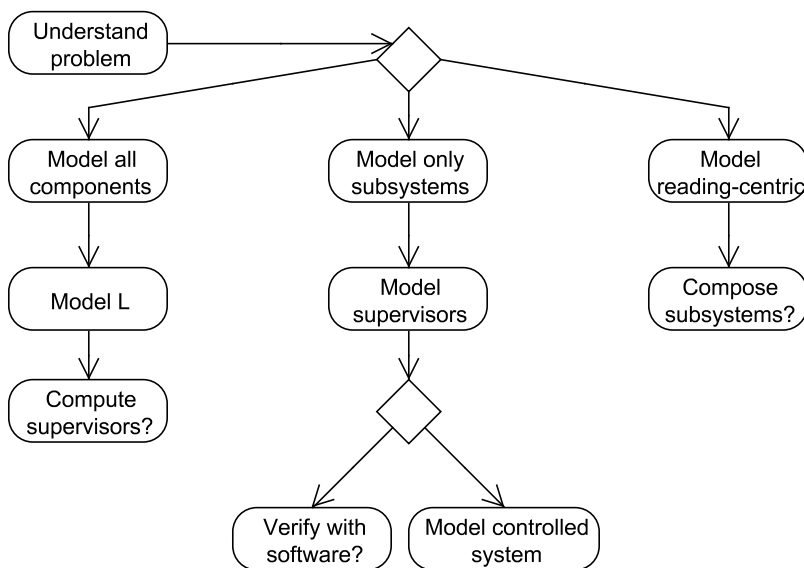 Understand
problem
Model all
components
Model only
subsystems
Model
reading-centric
Model L
Model
supervisors
Compose
subsystems?
Compute
supervisors?
Verify with
software?
Model controlled
system